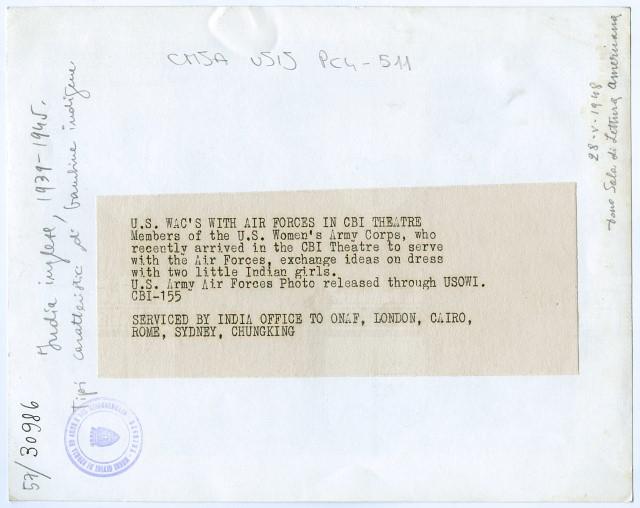 CMSA USIS PC4-511
U.S. WAC'S WITH AIR FORCES IN CBI THEATRE
Members of the U.S. Women's Army Corps, who
recently arrived in the CBI Theatre to serve
with the Air Forces, exchange ideas on dress
with two little Indian girls.
U.S. Army Air Forces Photo released through USOWI.
CBI-155
SERVICED BY INDIA OFFICE TO ONAF, LONDON, CAIRO,
ROME, SYDNEY, CHUNGKING
India inglese, 1939-1945.
Tipi caratteristici di bambine indigene
57/30986
28-V-1948
dono Sala di Lettura Americana